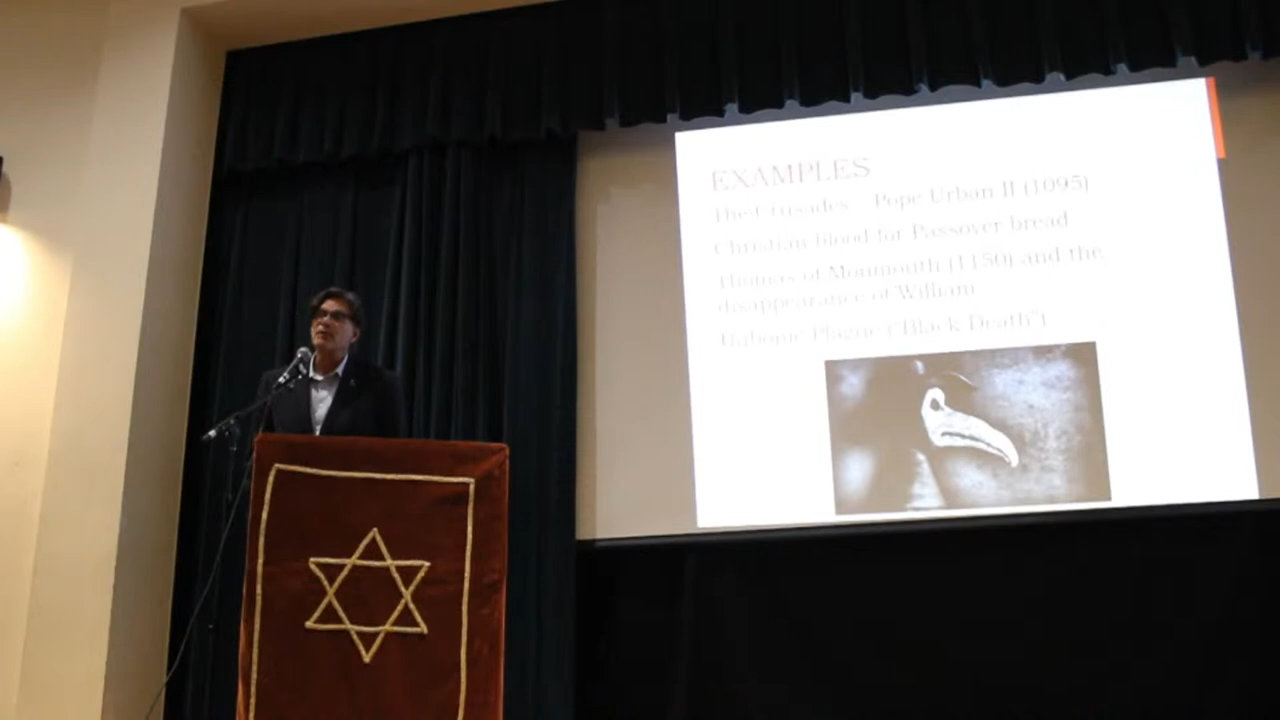 EXAMPLES
The Crusades – Pope Urban II (1095)
Christian blood for Passover bread
Thomas of Monmouth (1150) and the
disappearance of William
Plague ("Black Death")